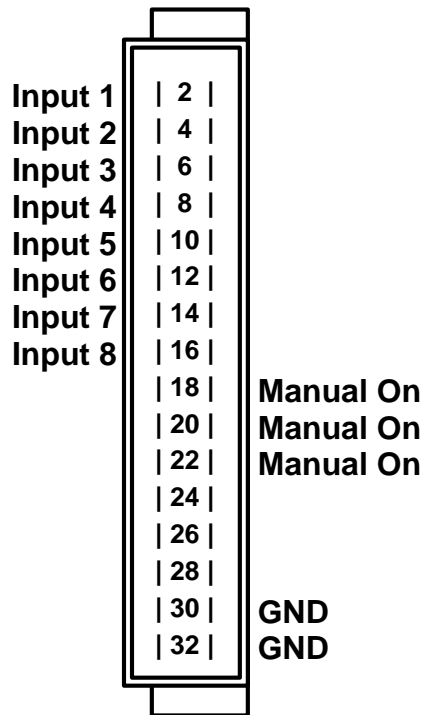 Input 1 | 2 |
Input 2 | 4 |
Input 3 | 6 |
Input 4 | 8 |
Input 5 | 10 |
Input 6 | 12 |
Input 7 | 14 |
Input 8 | 16 |
| 18 | Manual On
| 20 | Manual On
| 22 | Manual On
| 24 |
| 26 |
| 28 |
| 30 | GND
| 32 | GND